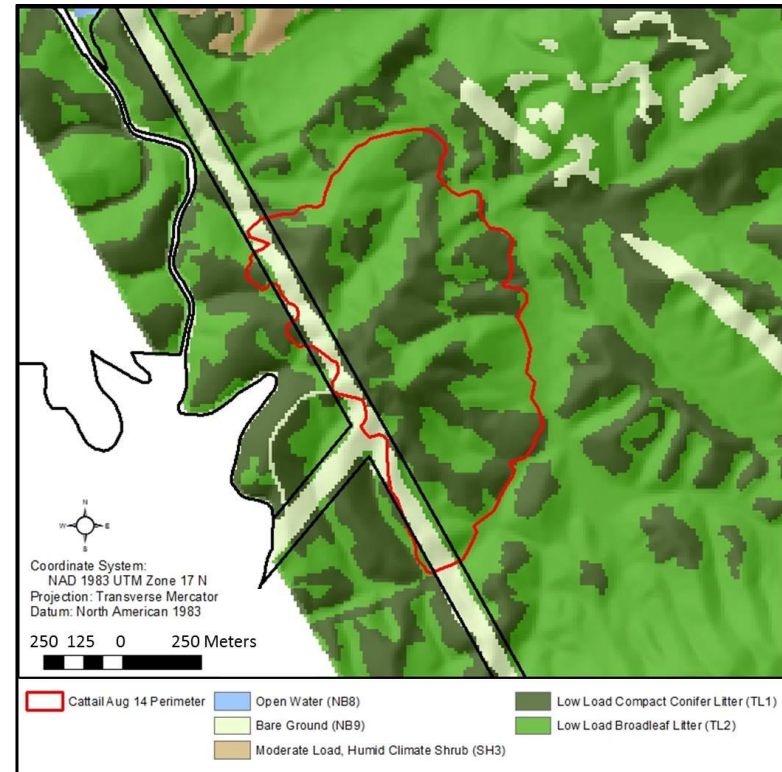 N
W E
S
Coordinate System:
NAD 1983 UTM Zone 17 N
Projection: Transverse Mercator
Datum: North American 1983
250 125 0 250 Meters
Cattail Aug 14 Perimeter
Open Water (NB8)
Bare Ground (NB9)
Moderate Load, Humid Climate Shrub (SH3)
Low Load Compact Conifer Litter (TL1)
Low Load Broadleaf Litter (TL2)